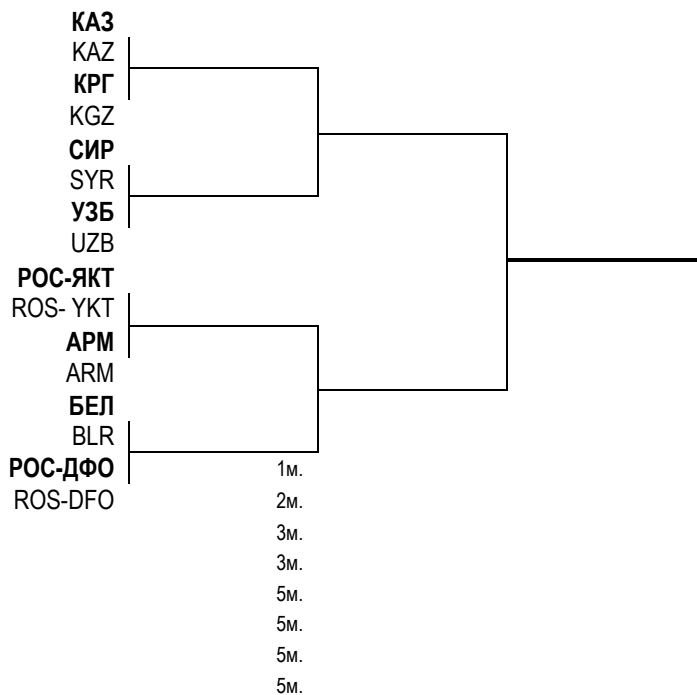 КАЗ
KAZ
КРГ
KGZ
СИР
SYR
УЗБ
UZB
РОС-ЯКТ
ROS- YKT
АРМ
ARM
БЕЛ
BLR
РОС-ДФО
ROS-DFO
1м.
2м.
3м.
3м.
5м.
5м.
5м.
5м.